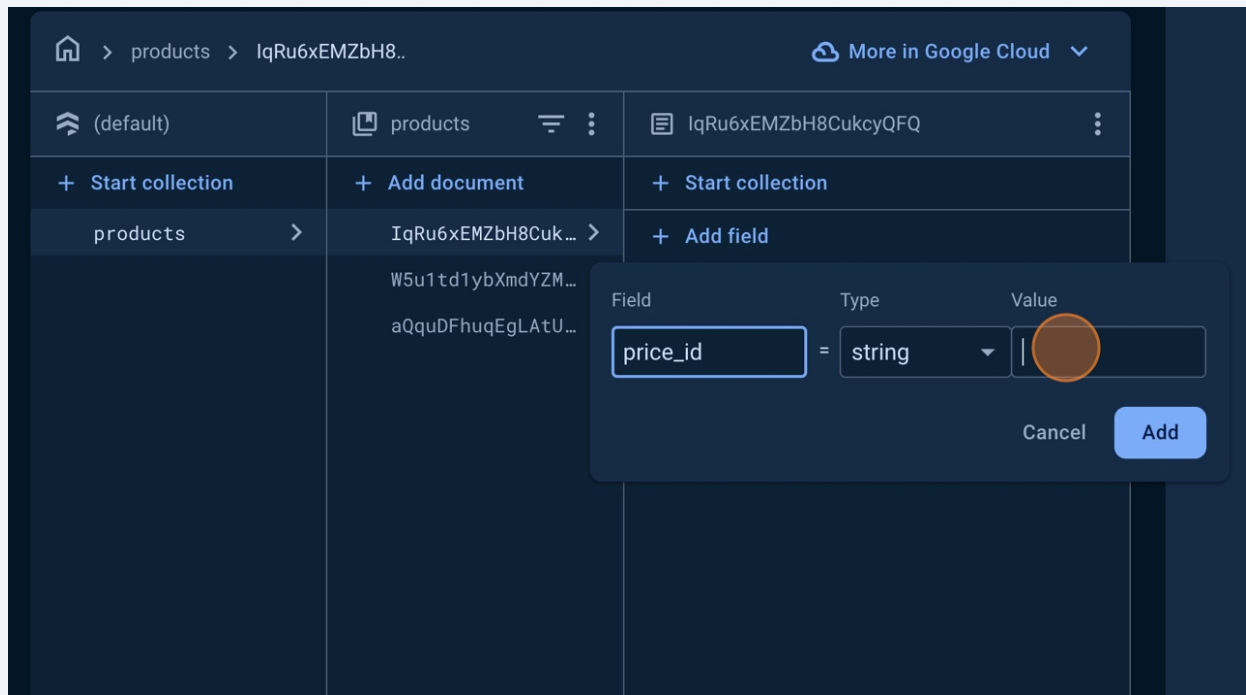 > products > IqRu6xEMZbH8..
More in Google Cloud
(default)
products
IqRu6xEMZbH8CukcyQFQ
+ Start collection
+ Add document
+ Start collection
products
IqRu6xEMZbH8Cuk…
+ Add field
W5u1td1ybXmdYZM…
aQquDFhuqEgLAtU…
Field
Type
Value
price_id
=
string
Cancel
Add